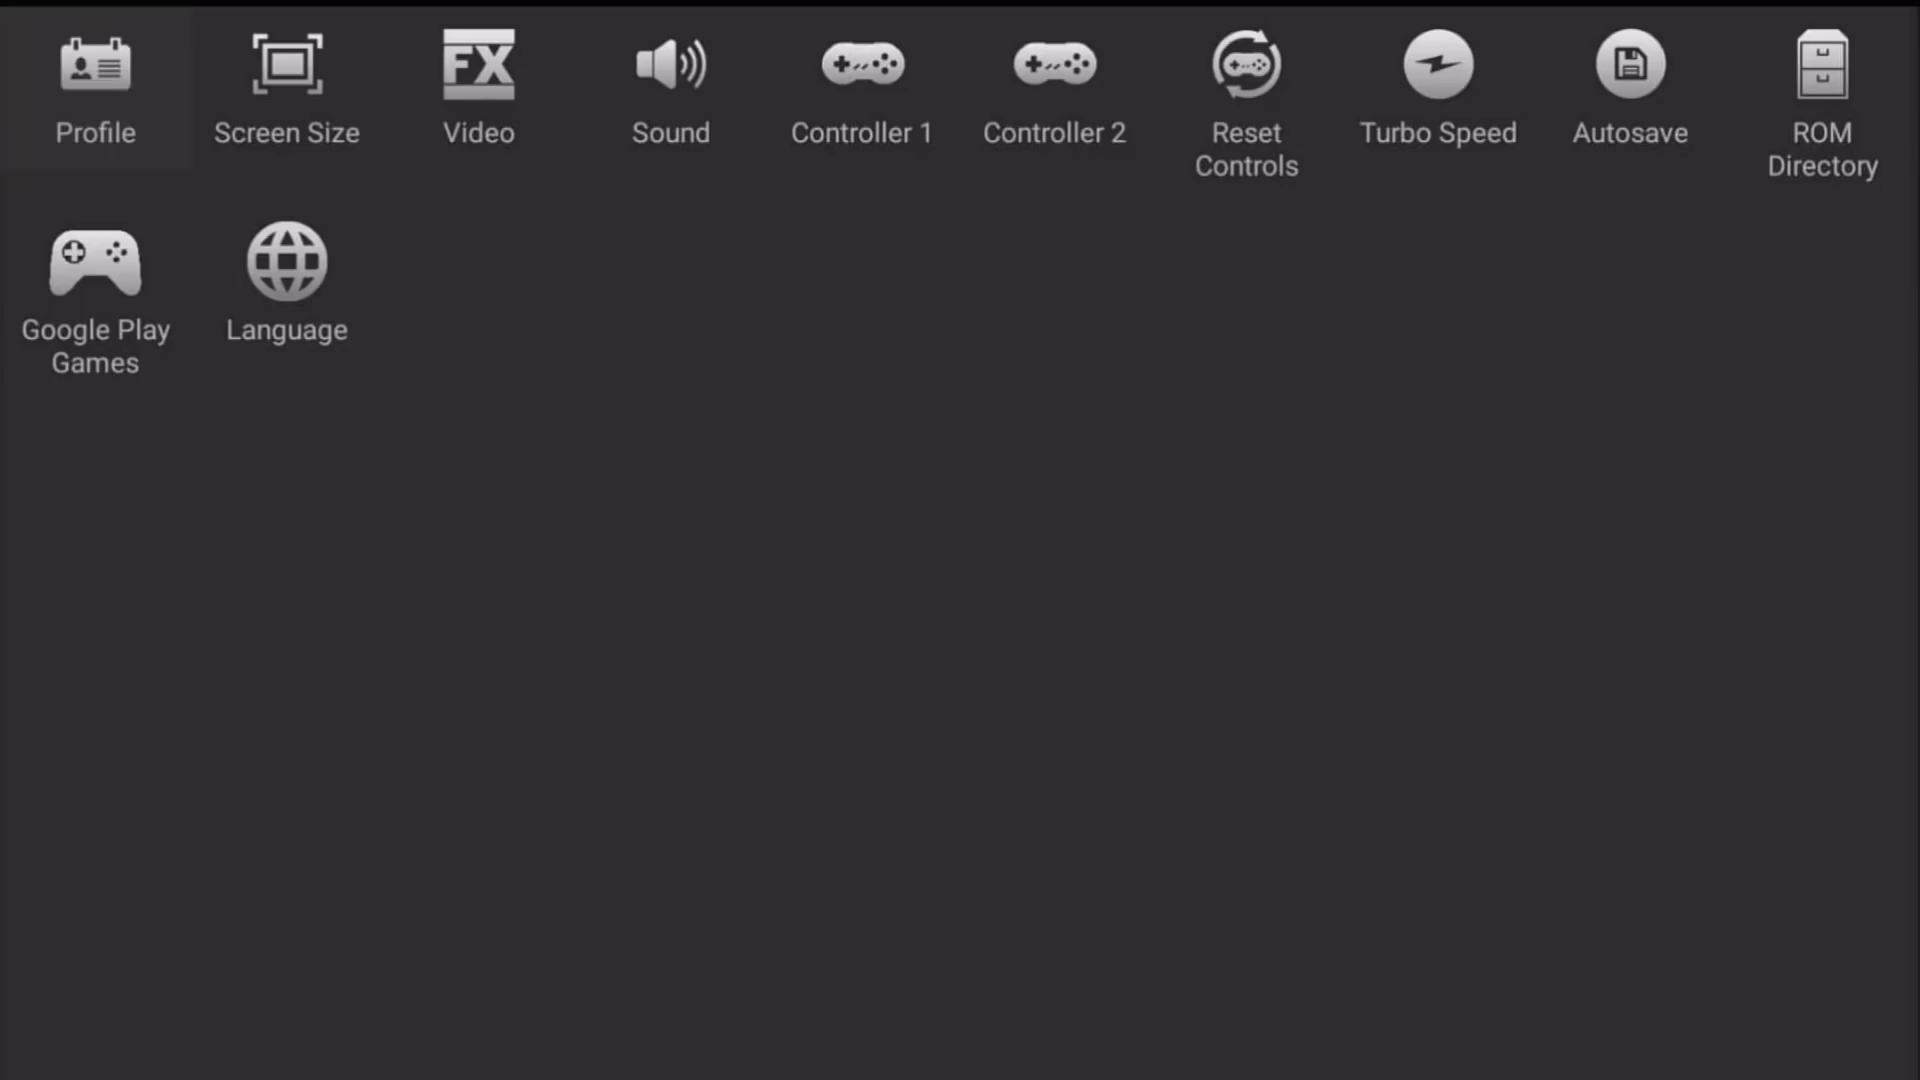 FX
Profile
Screen Size
Video
Sound
Controller 1
Controller 2
Reset
Controls
Turbo Speed
Autosave
ROM
Directory
Google Play
Games
Language